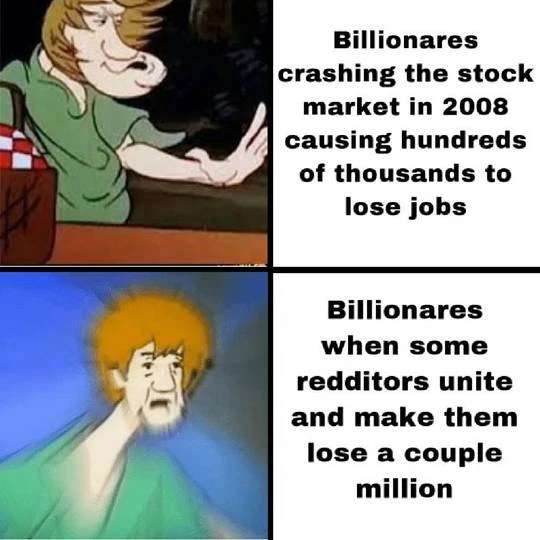 Billionares
crashing the stock
market in 2008
causing hundreds
of thousands to
lose jobs
Billionares
when some
redditors unite
and make them
lose a couple
million